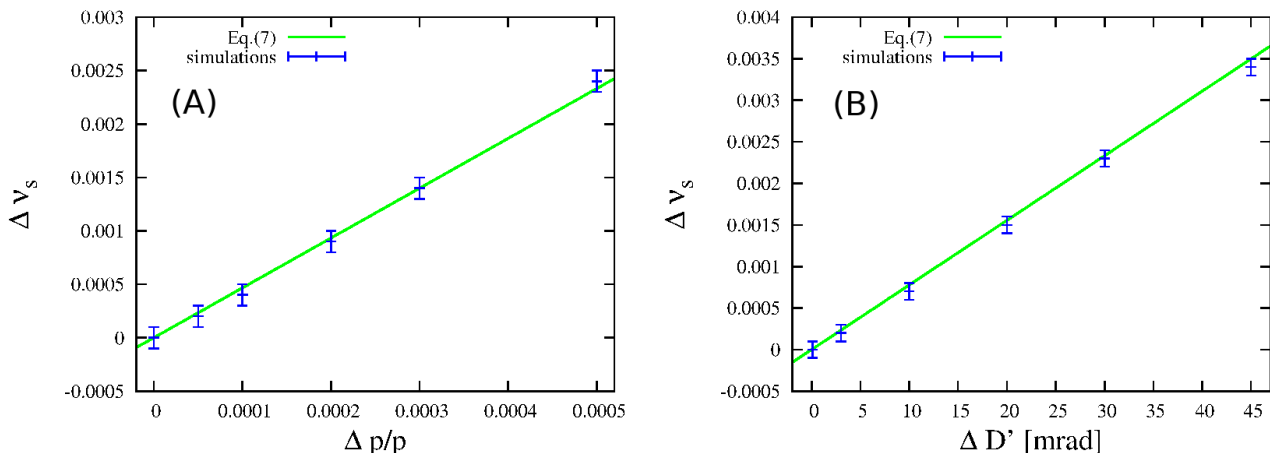 0.003
0.0025
0.002
0.0015
0.001
0.0005
0
-0.0005
Δ ν_s
Eq.(7)
simulations
(A)
0 0.0001 0.0002 0.0003 0.0004 0.0005
Δ p/p
0.004
0.0035
0.003
0.0025
0.002
0.0015
0.001
0.0005
0
-0.0005
Δ ν_s
Eq.(7)
simulations
(B)
0 5 10 15 20 25 30 35 40 45
Δ D’ [mrad]